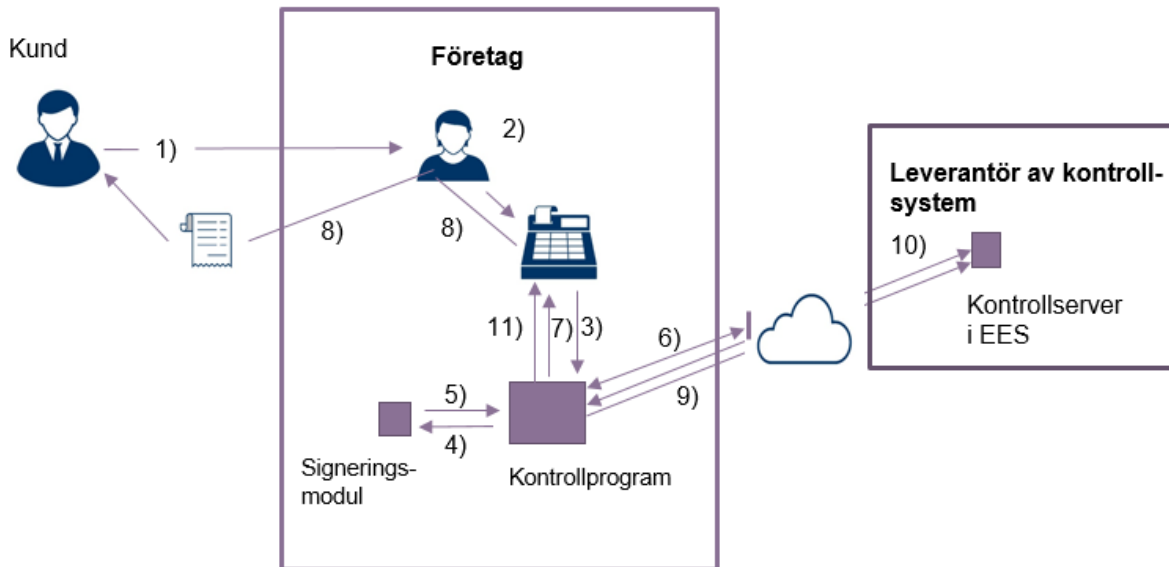 Kund
Företag
1)
2)
8)
8)
11)
7)
3)
5)
4)
Signerings-
modul
Kontrollprogram
6)
9)
Leverantör av kontroll-
system
10)
Kontrollserver
i EES